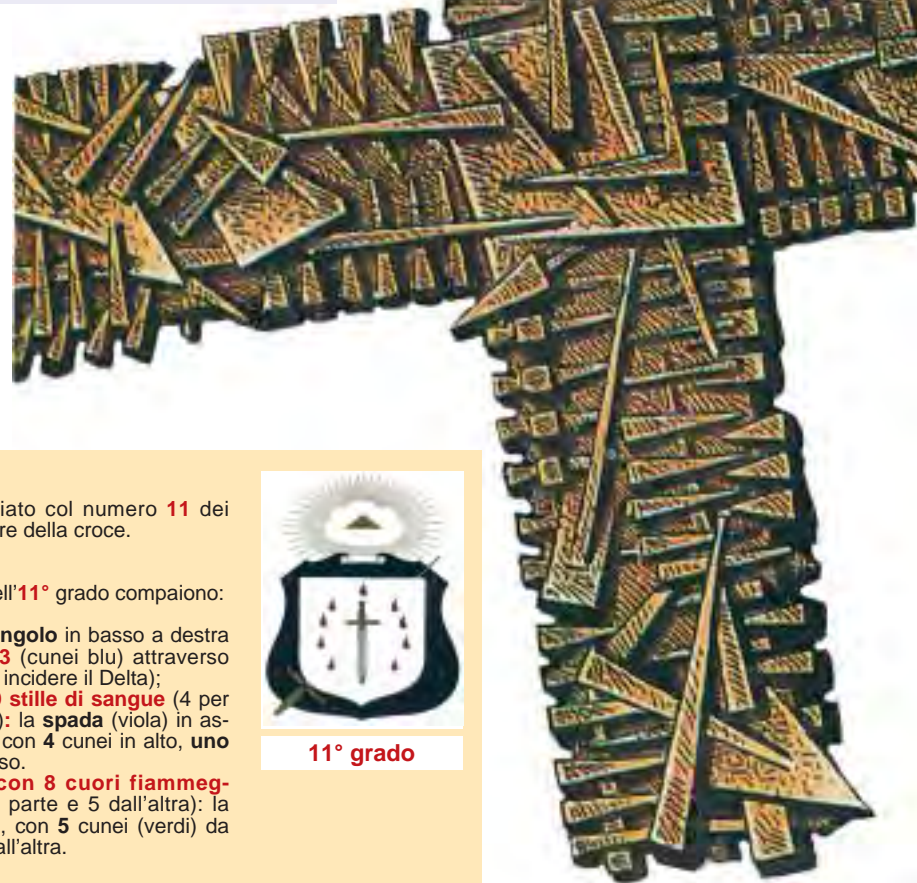 iato col numero 11 dei
re della croce.
ell'11° grado compaiono:
ngolo in basso a destra
3 (cunei blu) attraverso
incidere il Delta);
stille di sangue (4 per
): la spada (viola) in as-
con 4 cunei in alto, uno
so.
con 8 cuori fiammeg-
parte e 5 dall'altra): la
, con 5 cunei (verdi) da
all'altra.
11° grado